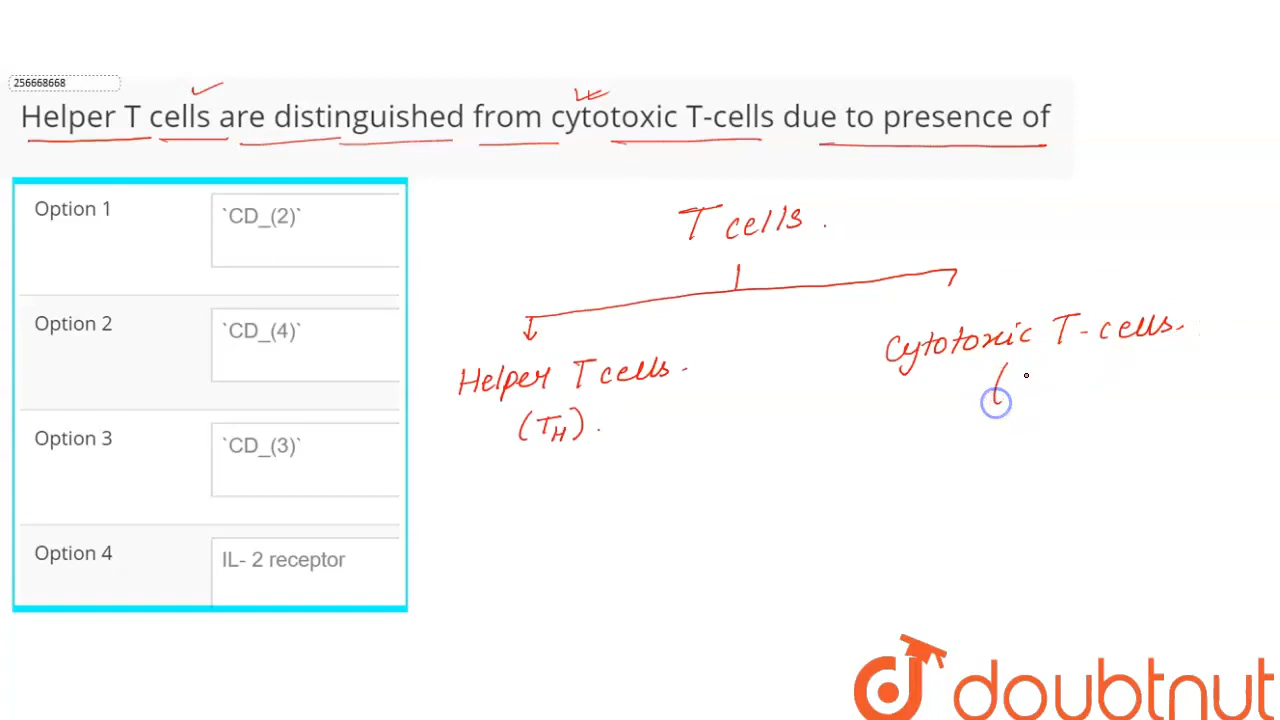 256668668
Helper T cells are distinguished from cytotoxic T-cells due to presence of
Option 1
`CD_(2)`
Option 2
`CD_(4)`
Option 3
`CD_(3)`
Option 4
IL- 2 receptor
T cells.
Helper T cells.
(TH).
Cytotoxic T-cells.
(
doubtnut